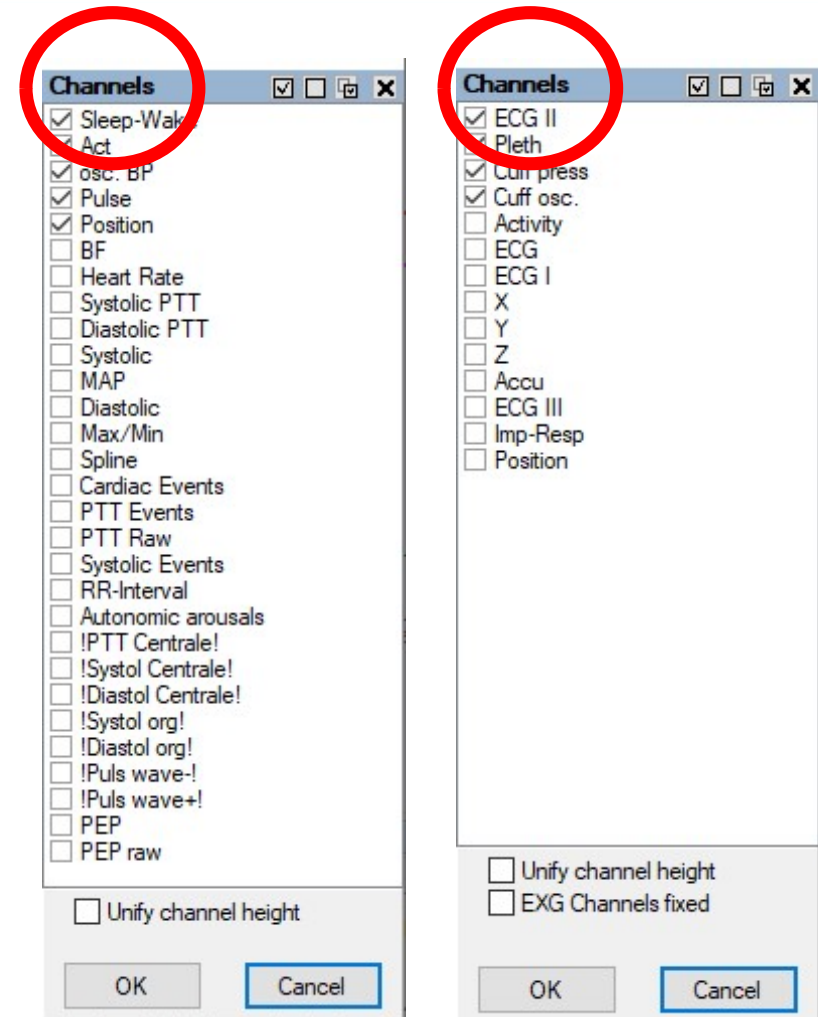 Channels
Sleep-Wake
Act
osc. BP
Pulse
Position
BF
Heart Rate
Systolic PTT
Diastolic PTT
Systolic
MAP
Diastolic
Max/Min
Spline
Cardiac Events
PTT Events
PTT Raw
Systolic Events
RR-Interval
Autonomic arousals
!PTT Centrale!
!Systol Centrale!
!Diastol Centrale!
!Systol org!
!Diastol org!
!Puls wave-!
!Puls wave+!
PEP
PEP raw
Unify channel height
OK Cancel
Channels
ECG II
Pleth
Cuff press
Cuff osc.
Activity
ECG
ECG I
X
Y
Z
Accu
ECG III
Imp-Resp
Position
Unify channel height
EXG Channels fixed
OK Cancel